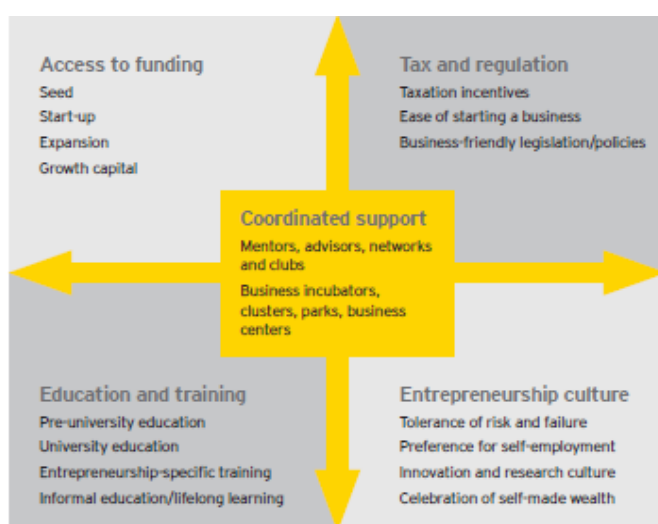 Access to funding
Seed
Start-up
Expansion
Growth capital
Tax and regulation
Taxation incentives
Ease of starting a business
Business-friendly legislation/policies
Coordinated support
Mentors, advisors, networks
and clubs
Business incubators,
clusters, parks, business
centers
Education and training
Pre-university education
University education
Entrepreneurship-specific training
Informal education/lifelong learning
Entrepreneurship culture
Tolerance of risk and failure
Preference for self-employment
Innovation and research culture
Celebration of self-made wealth